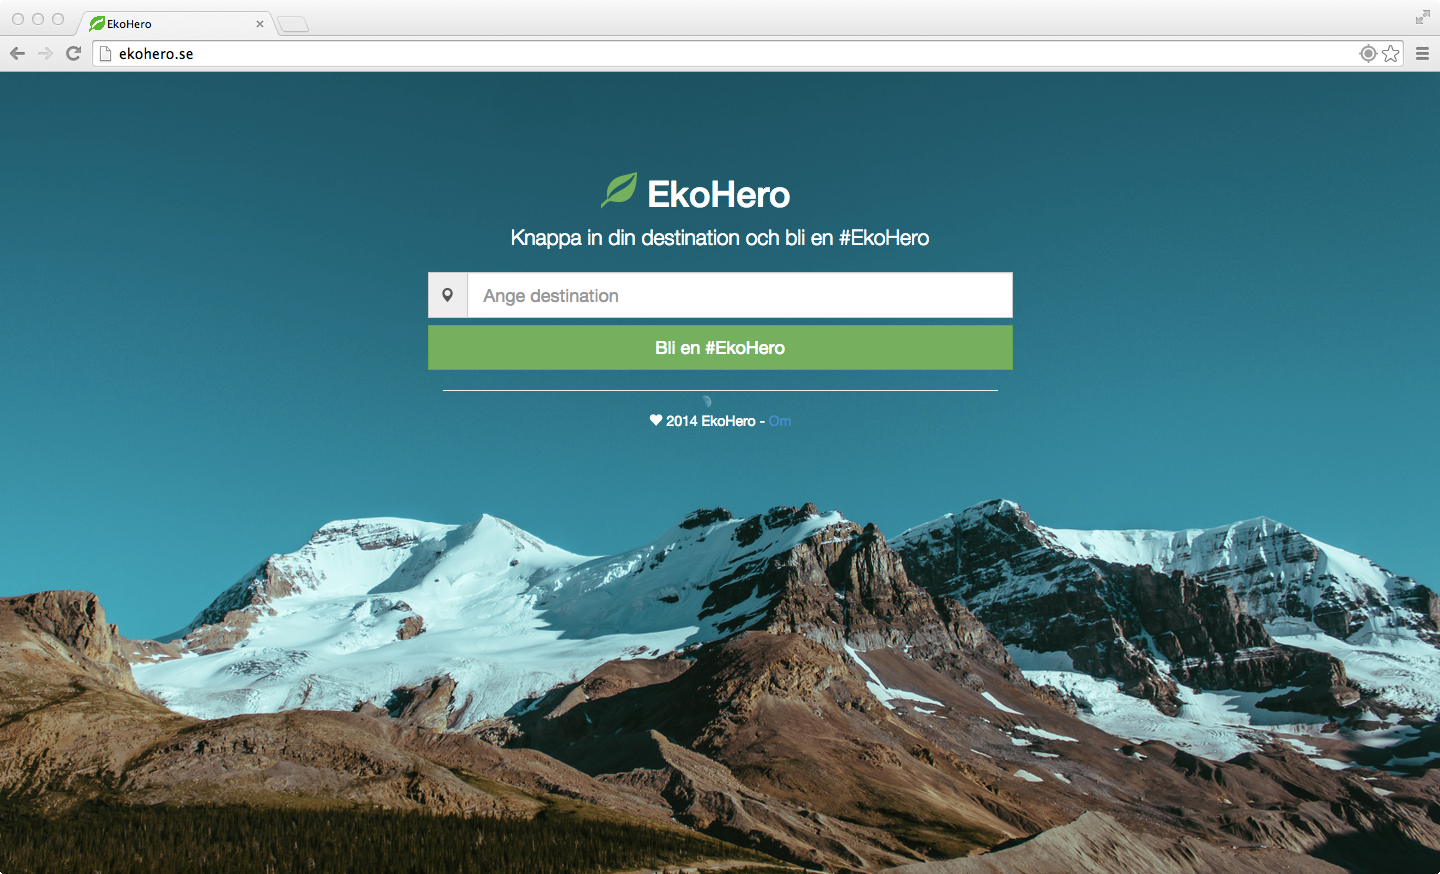 EkoHero
ekohero.se
EkoHero
Knappa in din destination och bli en #EkoHero
Ange destination
Bli en #EkoHero
2014 EkoHero - Om